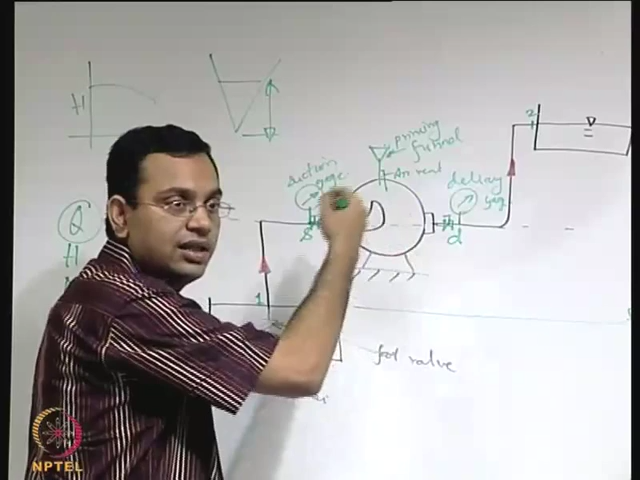 H
priming
funnel
Air vent
suction
gage
delivery
gage
2
Q
H
S
d
1
foot valve
NPTEL